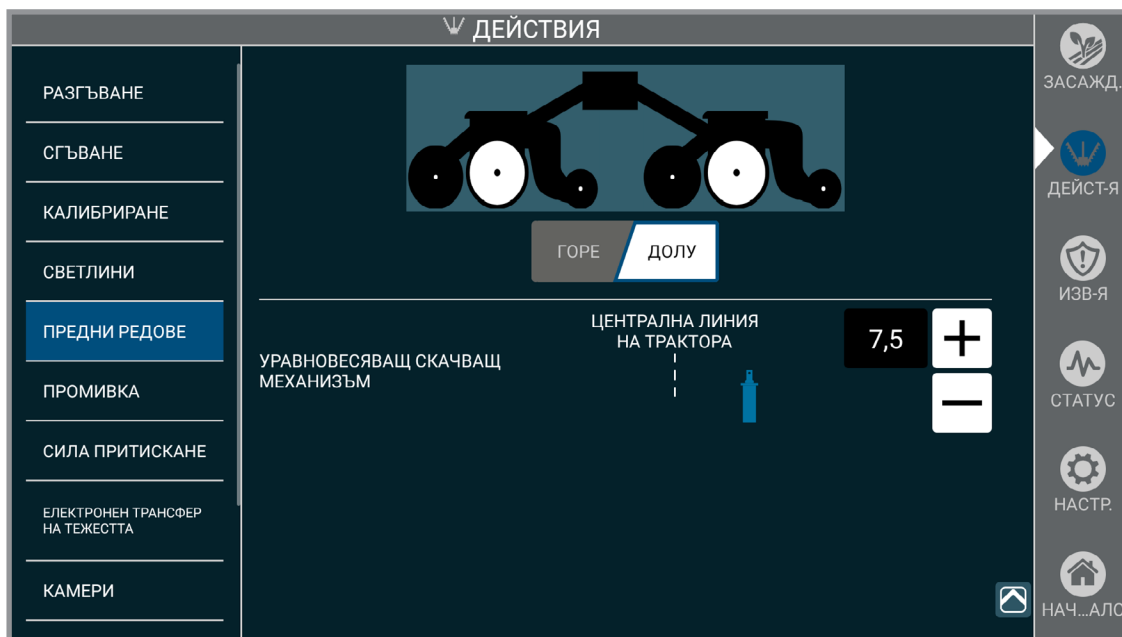 ДЕЙСТВИЯ
РАЗГЪВАНЕ
СГЪВАНЕ
КАЛИБРИРАНЕ
СВЕТЛИНИ
ПРЕДНИ РЕДОВЕ
ПРОМИВКА
СИЛА ПРИТИСКАНЕ
ЕЛЕКТРОНЕН ТРАНСФЕР
НА ТЕЖЕСТТА
КАМЕРИ
ГОРЕ
ДОЛУ
УРАВНОВЕСЯВАЩ СКАЧВАЩ
МЕХАНИЗЪМ
ЦЕНТРАЛНА ЛИНИЯ
НА ТРАКТОРА
7,5
ЗАСАЖД.
ДЕЙСТ-Я
ИЗВ-Я
СТАТУС
НАСТР.
НАЧ...АЛО